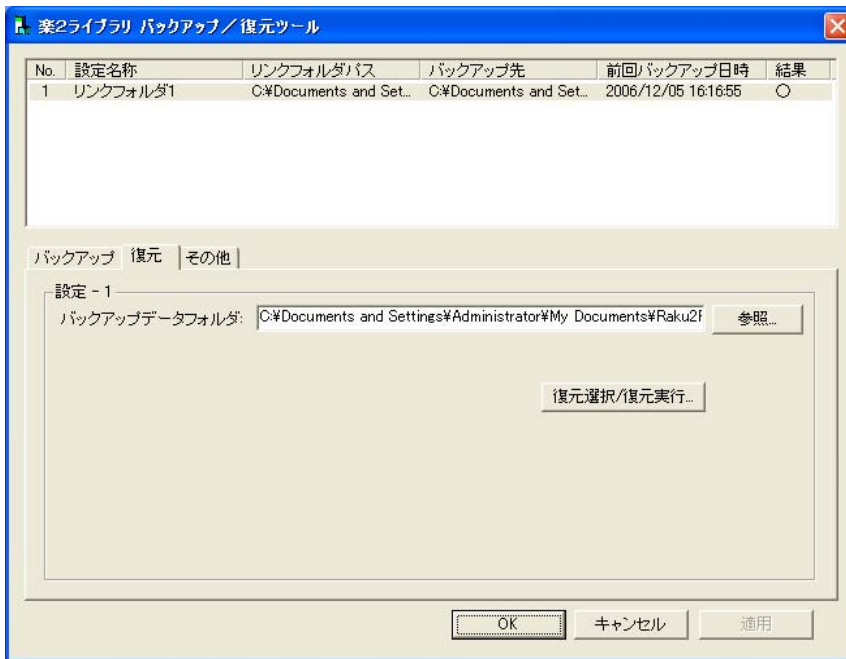 楽2ライブラリ バックアップ／復元ツール
No. 設定名称 リンクフォルダパス バックアップ先 前回バックアップ日時 結果
1 リンクフォルダ1 C:¥Documents and Set... C:¥Documents and Set... 2006/12/05 16:16:55 ○
バックアップ 復元 その他
設定 - 1
バックアップデータフォルダ: C:¥Documents and Settings¥Administrator¥My Documents¥Raku2F 参照...
復元選択/復元実行...
OK キャンセル 適用